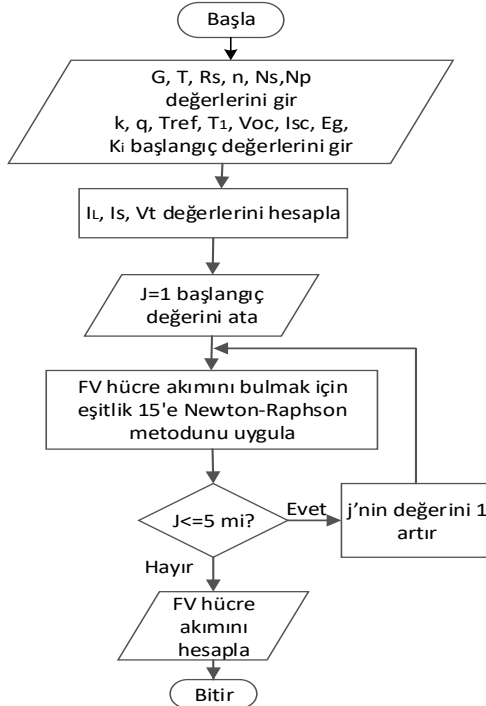 Başla
G, T, Rs, n, Ns,Np
değerlerini gir
k, q, Tref, T1, Voc, Isc, Eg,
Ki başlangıç değerlerini gir
IL, Is, Vt değerlerini hesapla
J=1 başlangıç
değerini ata
FV hücre akımını bulmak için
eşitlik 15'e Newton-Raphson
metodunu uygula
J<=5 mi?
Evet
j’nin değerini 1
artır
Hayır
FV hücre
akımını
hesapla
Bitir